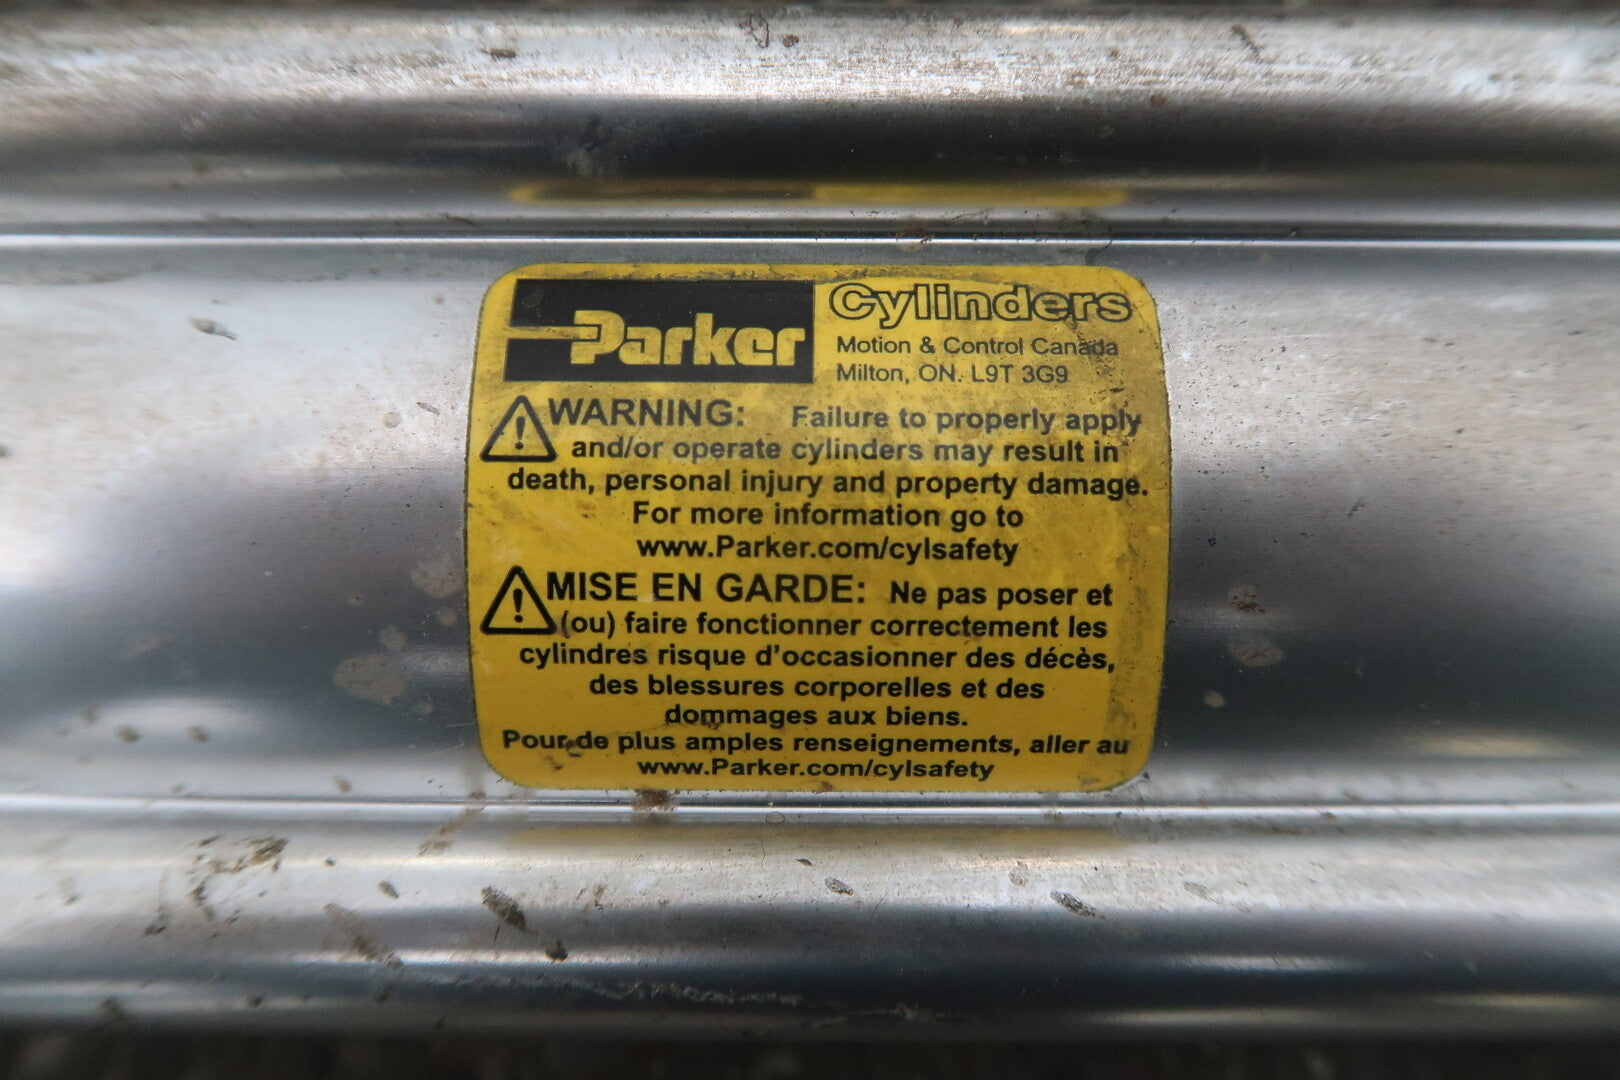 Parker Cylinders
Motion & Control Canada
Milton, ON. L9T 3G9
WARNING: Failure to properly apply
and/or operate cylinders may result in
death, personal injury and property damage.
For more information go to
www.Parker.com/cylsafety
MISE EN GARDE: Ne pas poser et
(ou) faire fonctionner correctement les
cylindres risque d'occasionner des décès,
des blessures corporelles et des
dommages aux biens.
Pour de plus amples renseignements, aller au
www.Parker.com/cylsafety